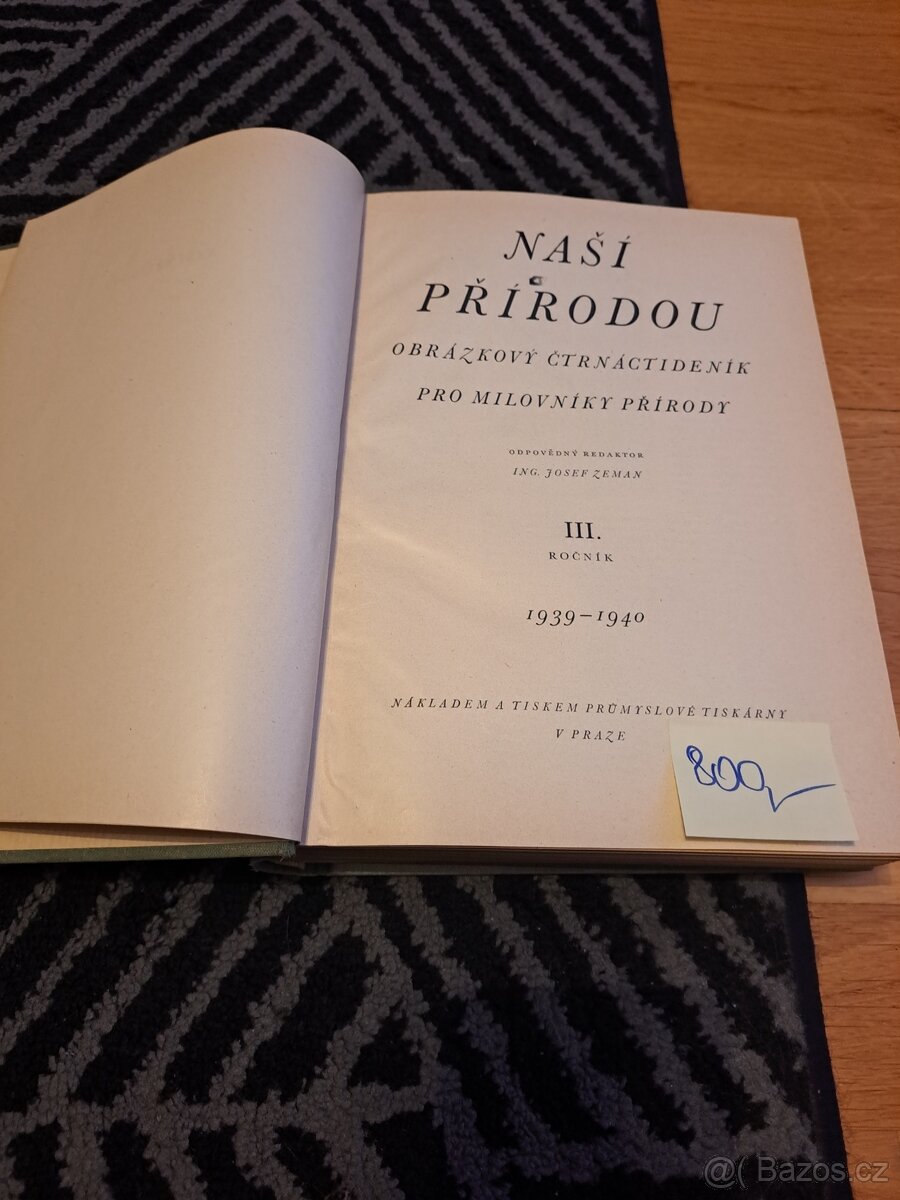 NAŠÍ
PŘÍRODOU
OBRÁZKOVÝ ČTRNÁCTIDENÍK
PRO MILOVNÍKY PŘÍRODY
ODPOVĚDNÝ REDAKTOR
ING. JOSEF ZEMAN
III.
ROČNÍK
1939–1940
NÁKLADEM A TISKEM PRŮMYSLOVÉ TISKÁRNY
V PRAZE
800,–
@( Bazos.cz